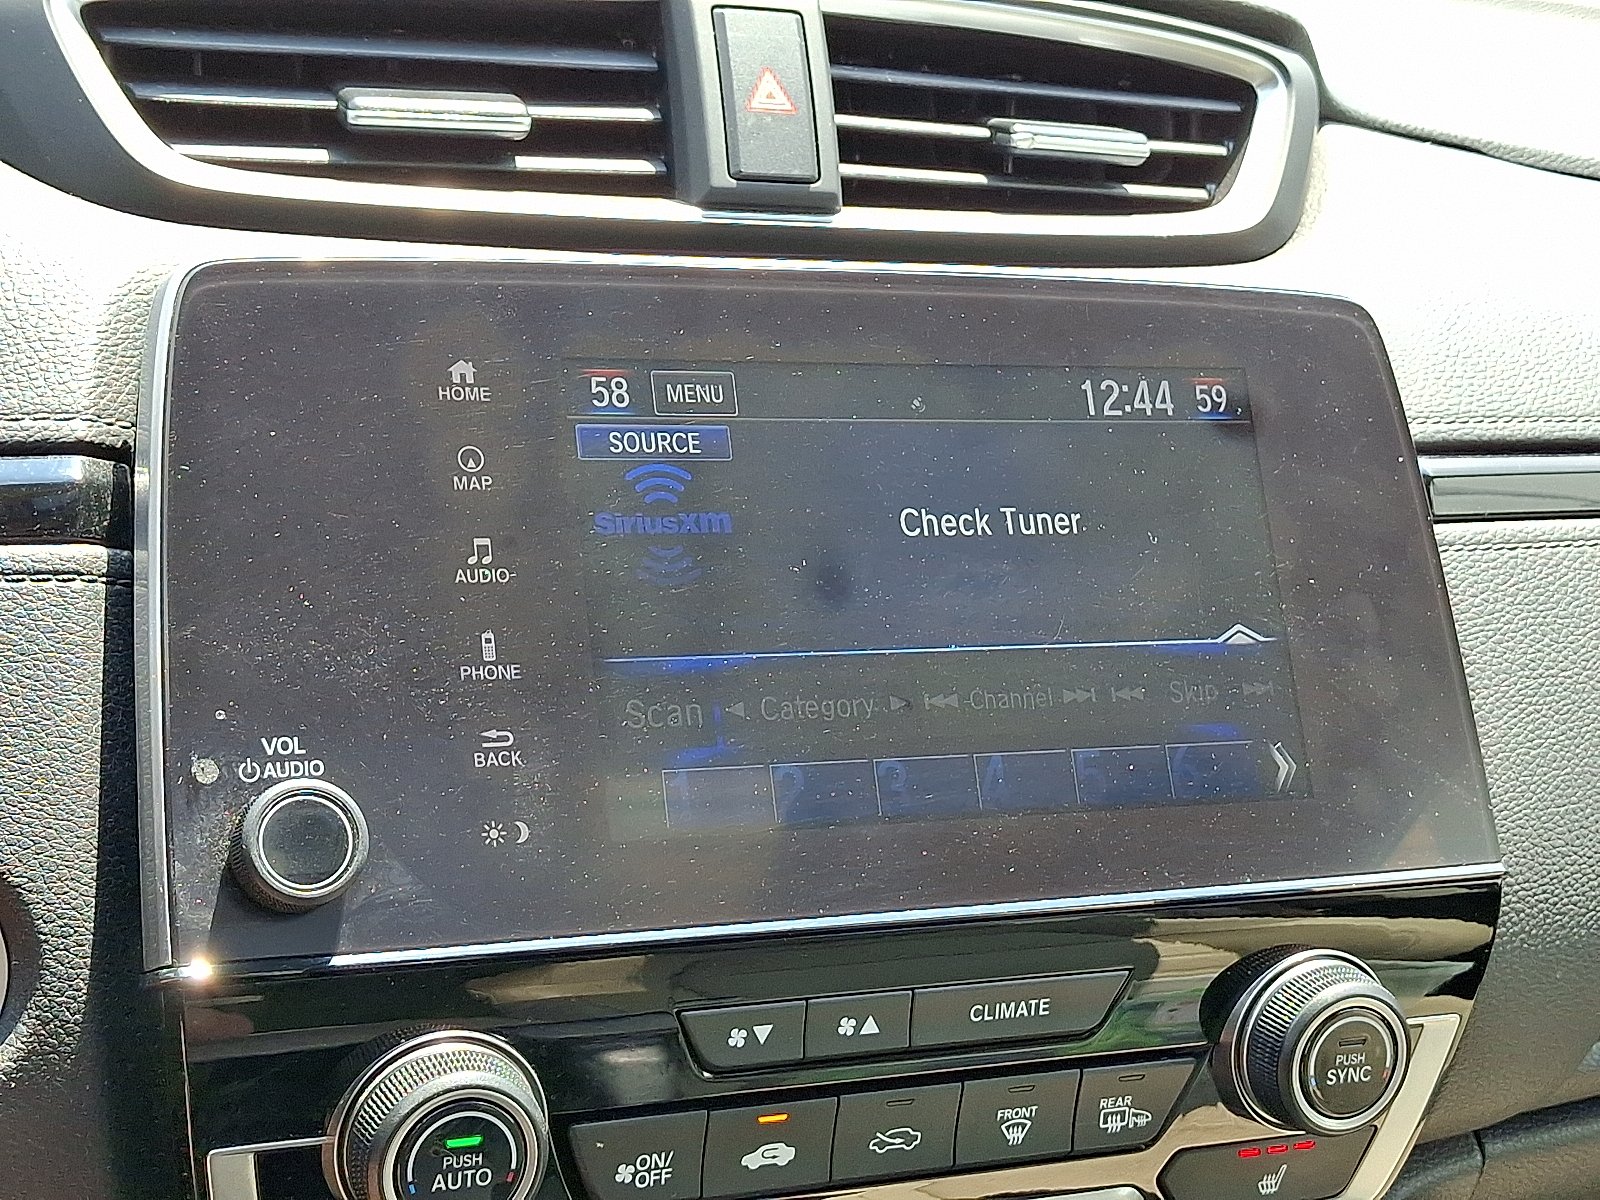 58 MENU 12:44 59
SOURCE
SiriusXM
Check Tuner
Scan Category Channel Skip
1 2 3 4 5 6
HOME
MAP
AUDIO
PHONE
BACK
VOL
AUDIO
CLIMATE
PUSH
SYNC
PUSH
AUTO
ON/
OFF
FRONT
REAR